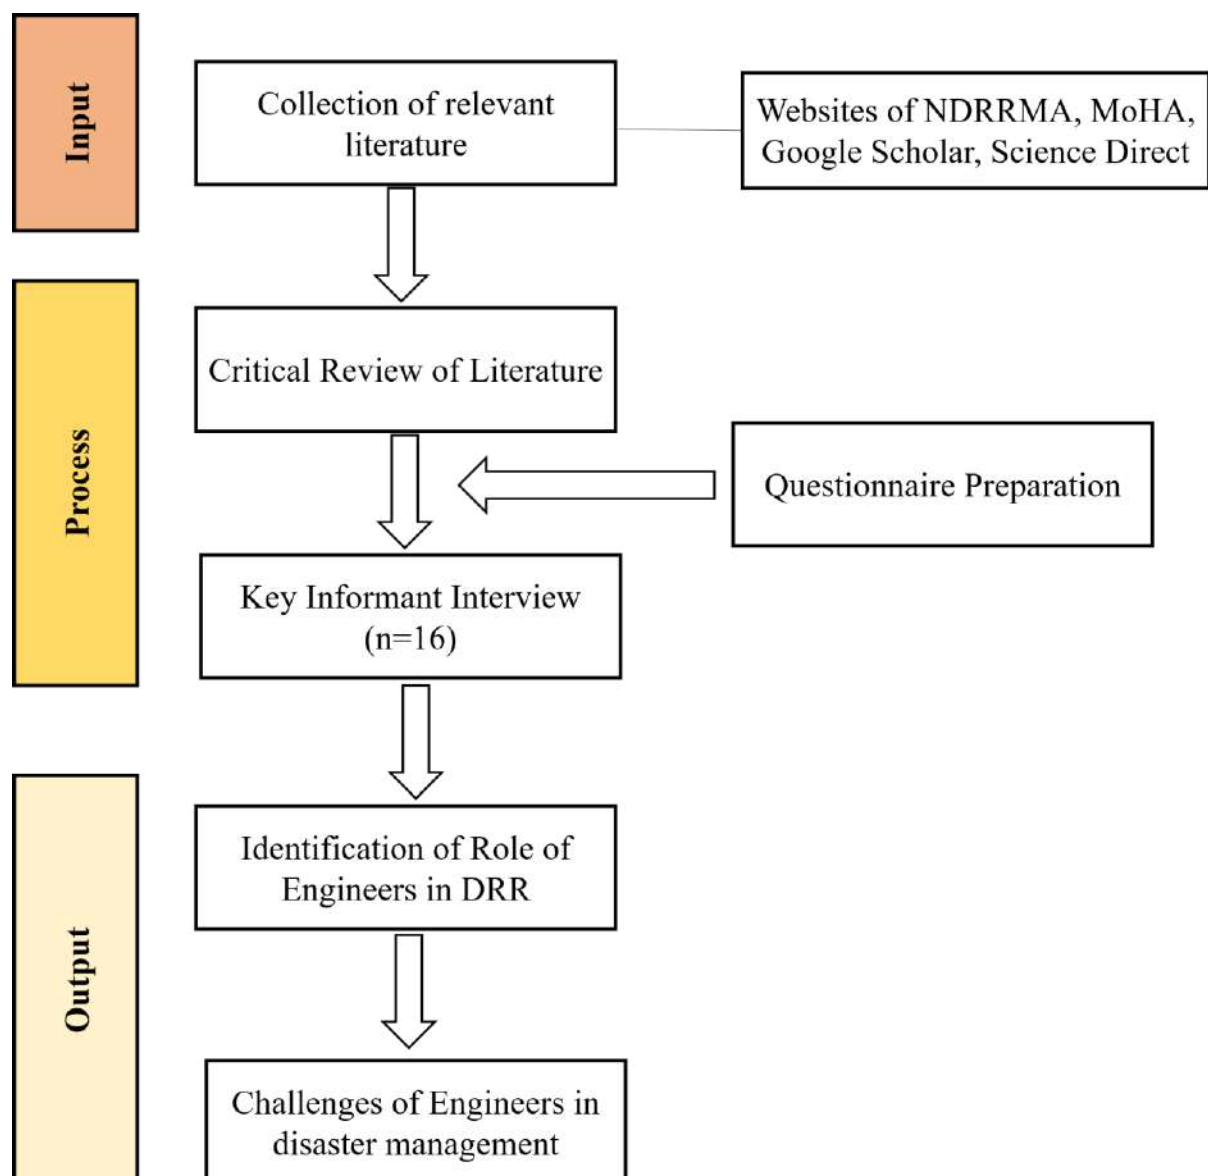 Input
Collection of relevant
literature
Websites of NDRRMA, MoHA,
Google Scholar, Science Direct
Process
Critical Review of Literature
Questionnaire Preparation
Key Informant Interview
(n=16)
Output
Identification of Role of
Engineers in DRR
Challenges of Engineers in
disaster management